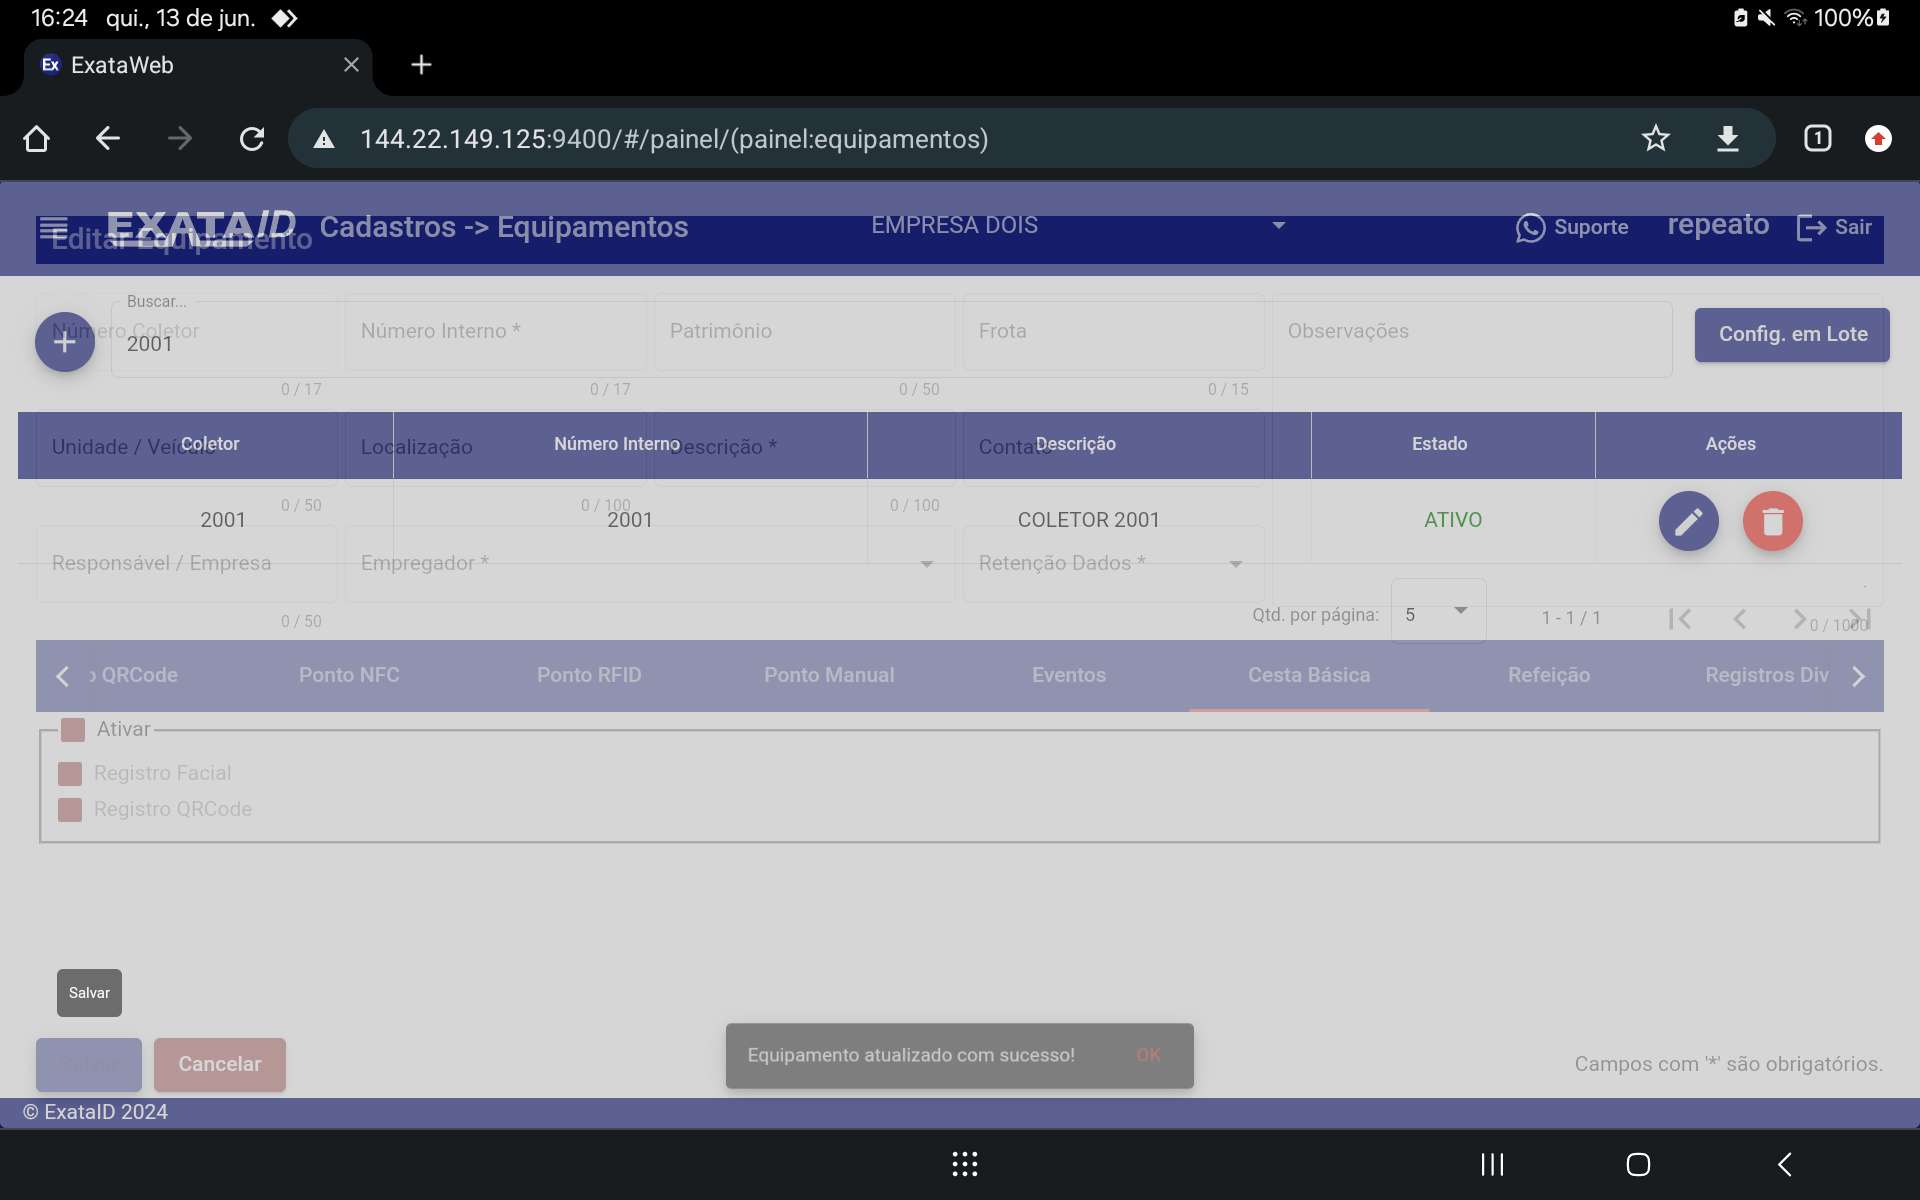 16:24 qui., 13 de jun. 100%
Ex ExataWeb
144.22.149.125:9400/#/painel/(painel:equipamentos) 1
EXATAID Cadastros -> Equipamentos EMPRESA DOIS Suporte repeato Sair
Editar Equipamento
Buscar...
Número Coletor Número Interno * Patrimônio Frota Observações
2001 Config. em Lote
0 / 17 0 / 17 0 / 50 0 / 15
Coletor Número Interno Descrição Estado Ações
Unidade / Veículo Localização Descrição * Contato
0 / 50 0 / 100 0 / 100
2001 2001 COLETOR 2001 ATIVO
Responsável / Empresa Empregador * Retenção Dados *
Qtd. por página: 5 1 - 1 / 1
0 / 50 0 / 1000
QRCode Ponto NFC Ponto RFID Ponto Manual Eventos Cesta Básica Refeição Registros Div
Ativar
Registro Facial
Registro QRCode
Salvar
Cancelar Equipamento atualizado com sucesso! OK Campos com '*' são obrigatórios.
© ExataID 2024